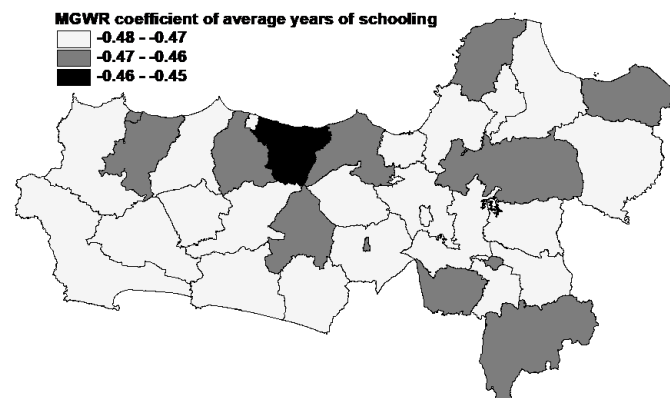 MGWR coefficient of average years of schooling
-0.48 - -0.47
-0.47 - -0.46
-0.46 - -0.45